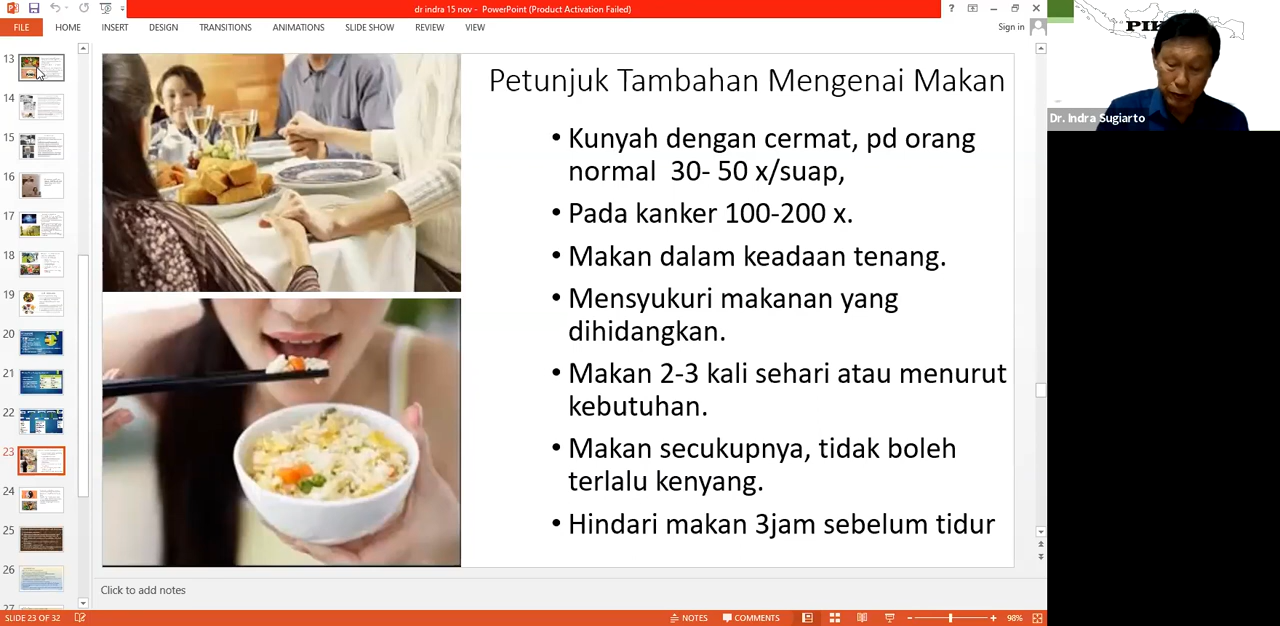 dr indra 15 nov - PowerPoint (Product Activation Failed)
FILE HOME INSERT DESIGN TRANSITIONS ANIMATIONS SLIDE SHOW REVIEW VIEW
Sign in
13
14
15
16
17
18
19
20
21
22
23
24
25
26
27
Petunjuk Tambahan Mengenai Makan
• Kunyah dengan cermat, pd orang
normal 30- 50 x/suap,
• Pada kanker 100-200 x.
• Makan dalam keadaan tenang.
• Mensyukuri makanan yang
dihidangkan.
• Makan 2-3 kali sehari atau menurut
kebutuhan.
• Makan secukupnya, tidak boleh
terlalu kenyang.
• Hindari makan 3jam sebelum tidur
Click to add notes
SLIDE 23 OF 32
NOTES COMMENTS 98%
Dr. Indra Sugiarto